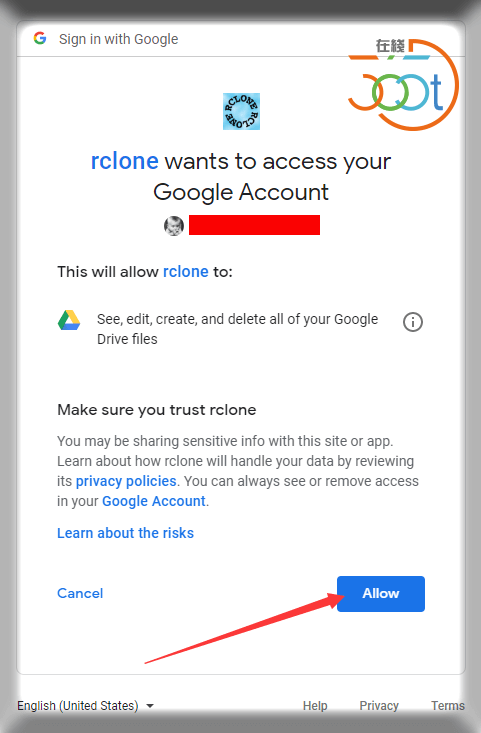 Sign in with Google
在綫
RCLONE RCLONE
rclone wants to access your
Google Account
This will allow rclone to:
See, edit, create, and delete all of your Google
Drive files
Make sure you trust rclone
You may be sharing sensitive info with this site or app.
Learn about how rclone will handle your data by reviewing
its privacy policies. You can always see or remove access
in your Google Account.
Learn about the risks
Cancel
Allow
English (United States)
Help Privacy Terms